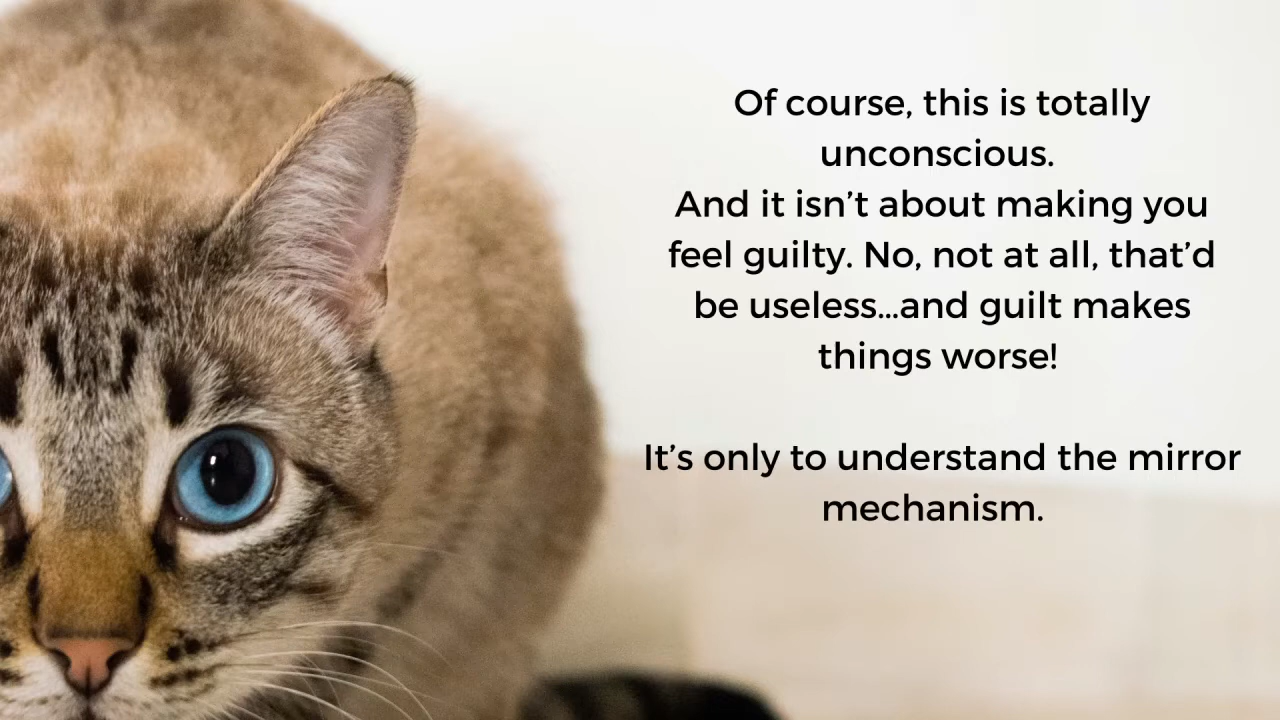 Of course, this is totally
unconscious.
And it isn’t about making you
feel guilty. No, not at all, that’d
be useless...and guilt makes
things worse!
It’s only to understand the mirror
mechanism.